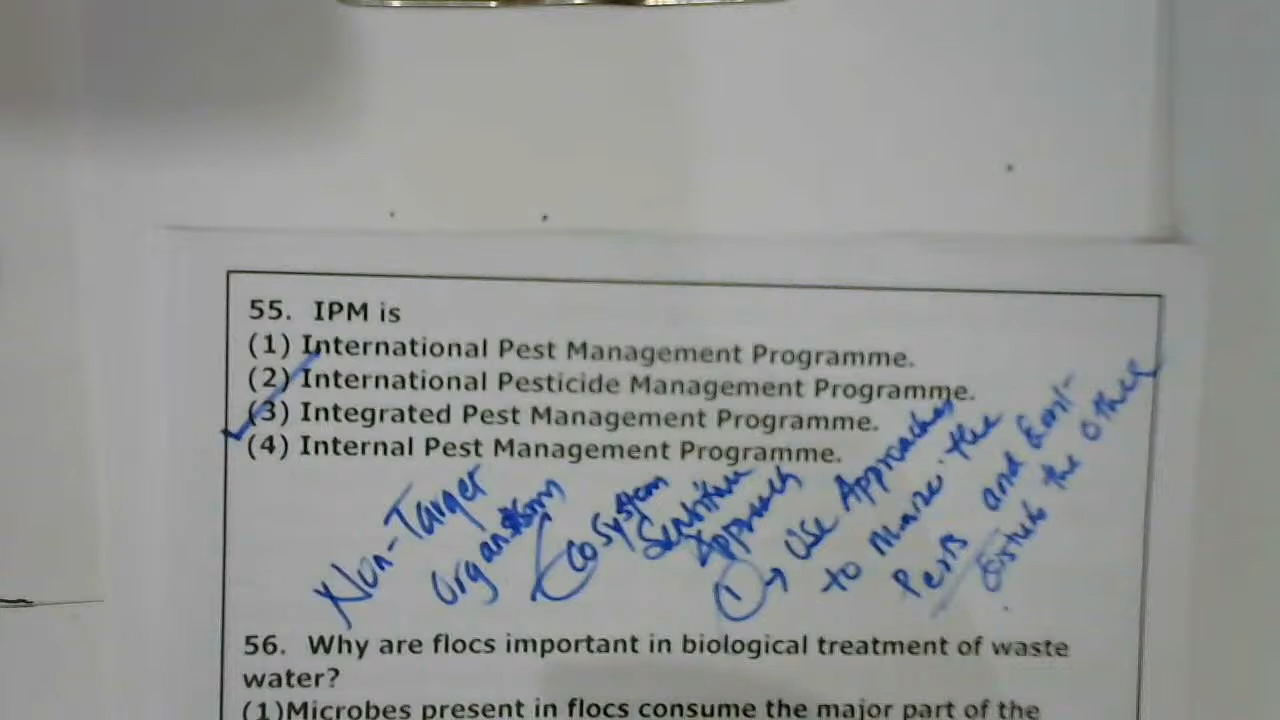 55. IPM is
(1) International Pest Management Programme.
(2) International Pesticide Management Programme.
(3) Integrated Pest Management Programme.
(4) Internal Pest Management Programme.
Non-Target
organism
Ecosystem
Sensitive
Approach
1 → Use Approaches
to the
Pests and
the other
56. Why are flocs important in biological treatment of waste
water?
(1)Microbes present in flocs consume the major part of the